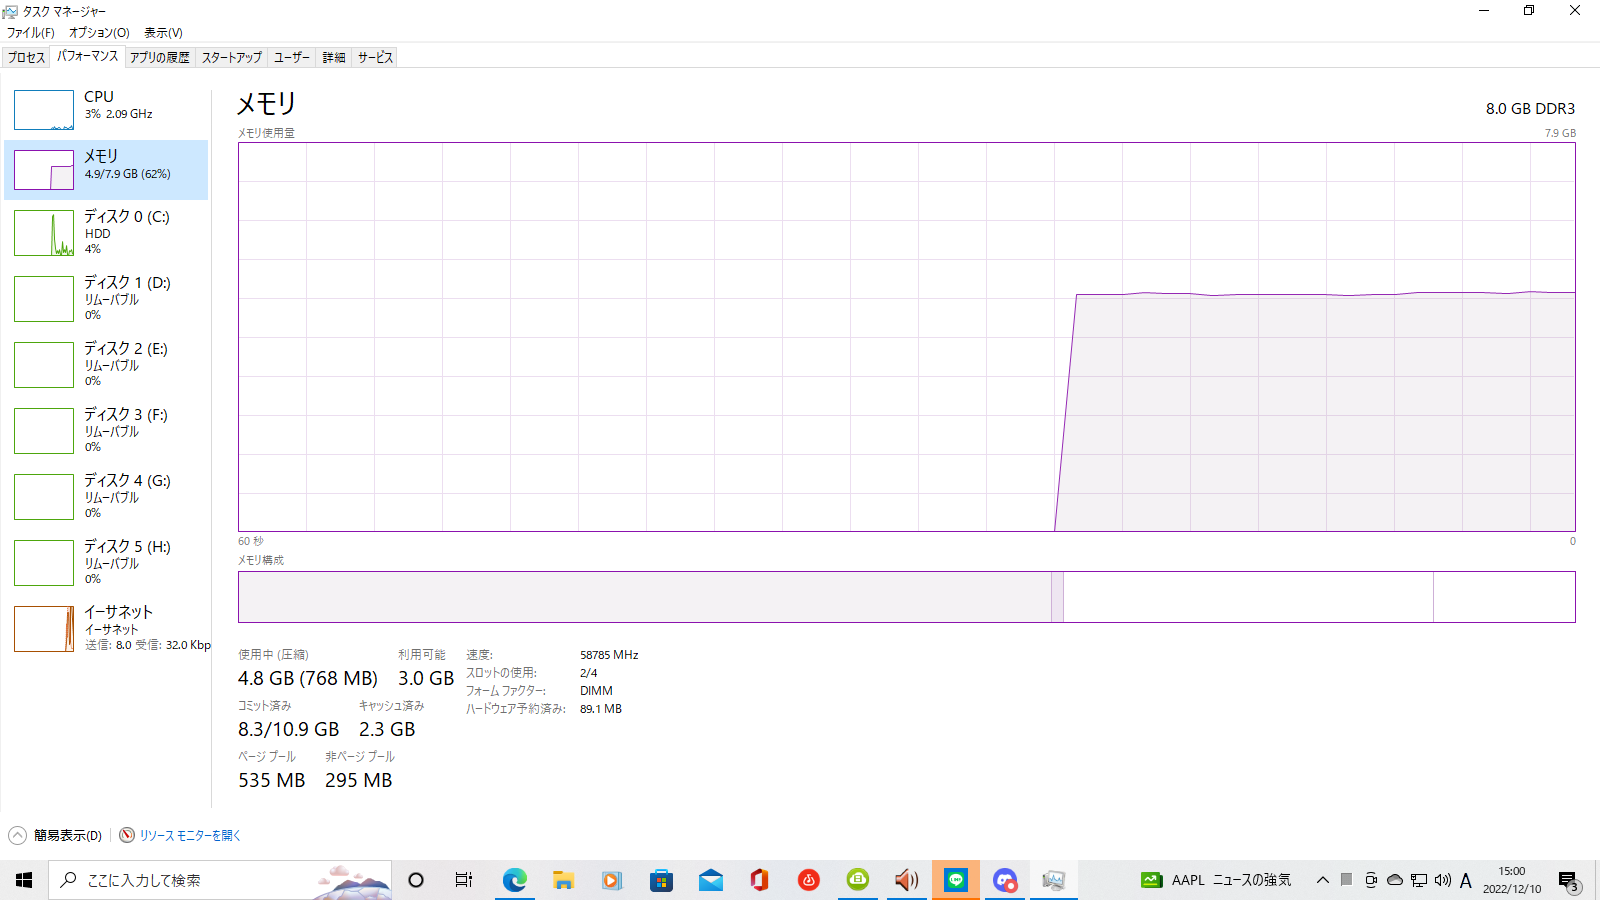 タスク マネージャー
ファイル(F) オプション(O) 表示(V)
プロセス パフォーマンス アプリの履歴 スタートアップ ユーザー 詳細 サービス
CPU
3% 2.09 GHz
メモリ
4.9/7.9 GB (62%)
ディスク 0 (C:)
HDD
4%
ディスク 1 (D:)
リムーバブル
0%
ディスク 2 (E:)
リムーバブル
0%
ディスク 3 (F:)
リムーバブル
0%
ディスク 4 (G:)
リムーバブル
0%
ディスク 5 (H:)
リムーバブル
0%
イーサネット
イーサネット
送信: 8.0 受信: 32.0 Kbp
メモリ
8.0 GB DDR3
メモリ使用量
7.9 GB
60 秒
0
メモリ構成
使用中 (圧縮)
4.8 GB (768 MB)
利用可能
3.0 GB
コミット済み
8.3/10.9 GB
キャッシュ済み
2.3 GB
ページ プール
535 MB
非ページ プール
295 MB
速度: 58785 MHz
スロットの使用: 2/4
フォーム ファクター: DIMM
ハードウェア予約済み: 89.1 MB
簡易表示(D)
リソース モニターを開く
ここに入力して検索
AAPL ニュースの強気
A
15:00
2022/12/10
3